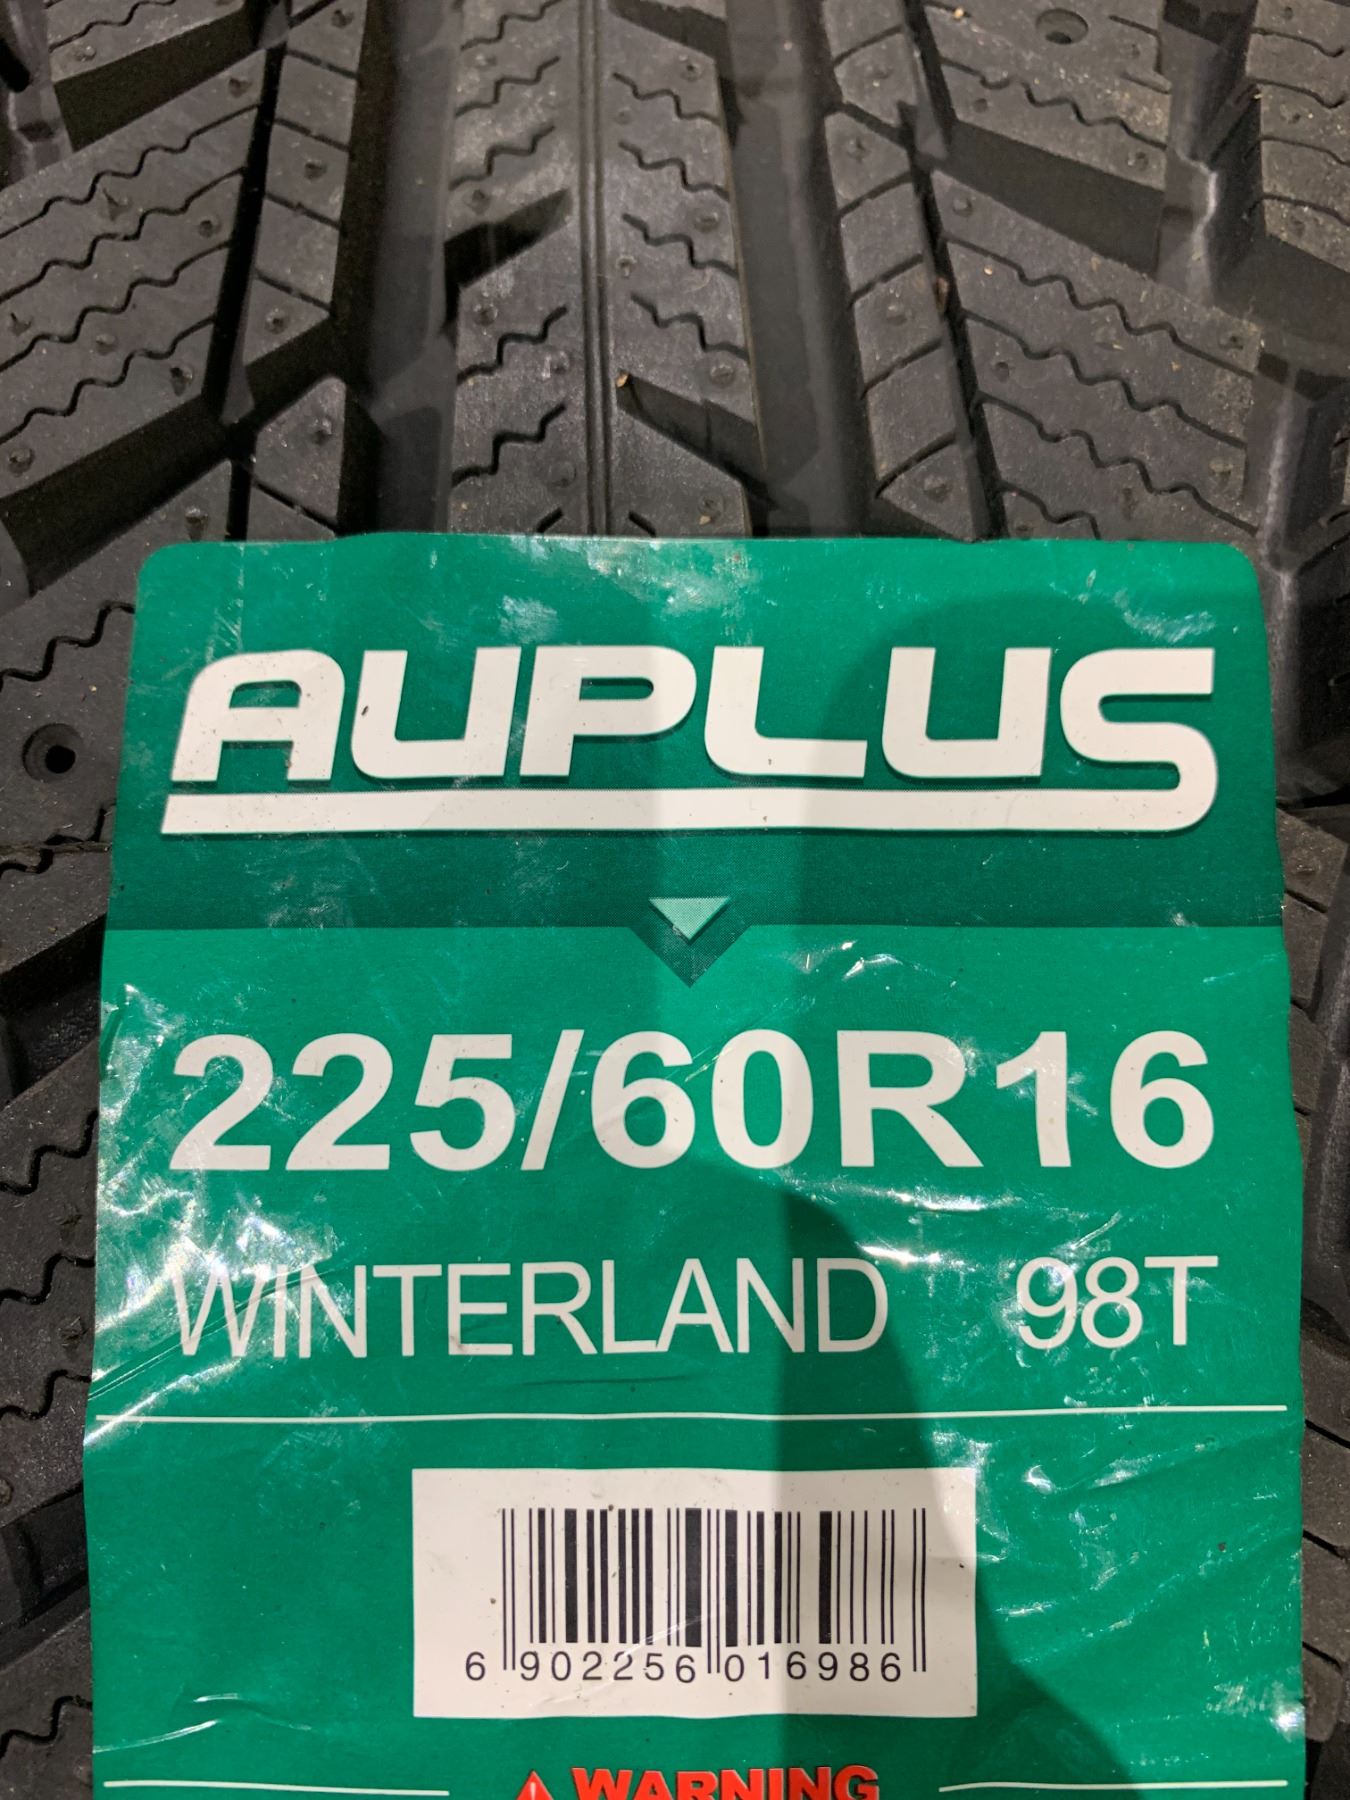 AUPLUS
225/60R16
WINTERLAND 98T
6 902256 016986
WARNING